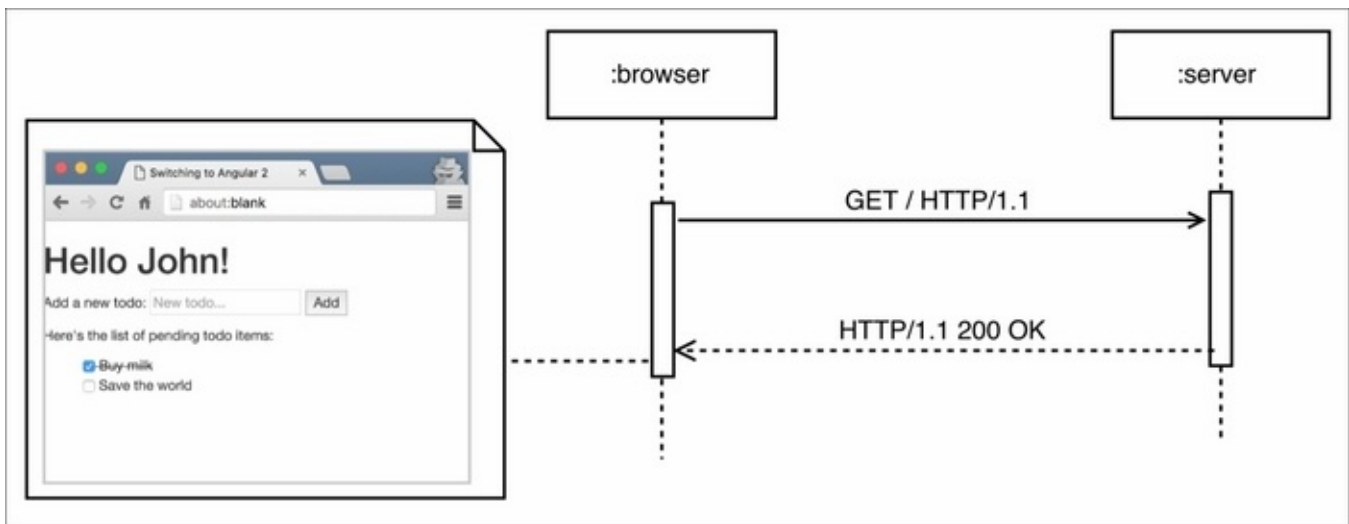 :browser
:server
Switching to Angular 2
about:blank
Hello John!
Add a new todo: New todo... Add
Here's the list of pending todo items:
Buy milk
Save the world
GET / HTTP/1.1
HTTP/1.1 200 OK